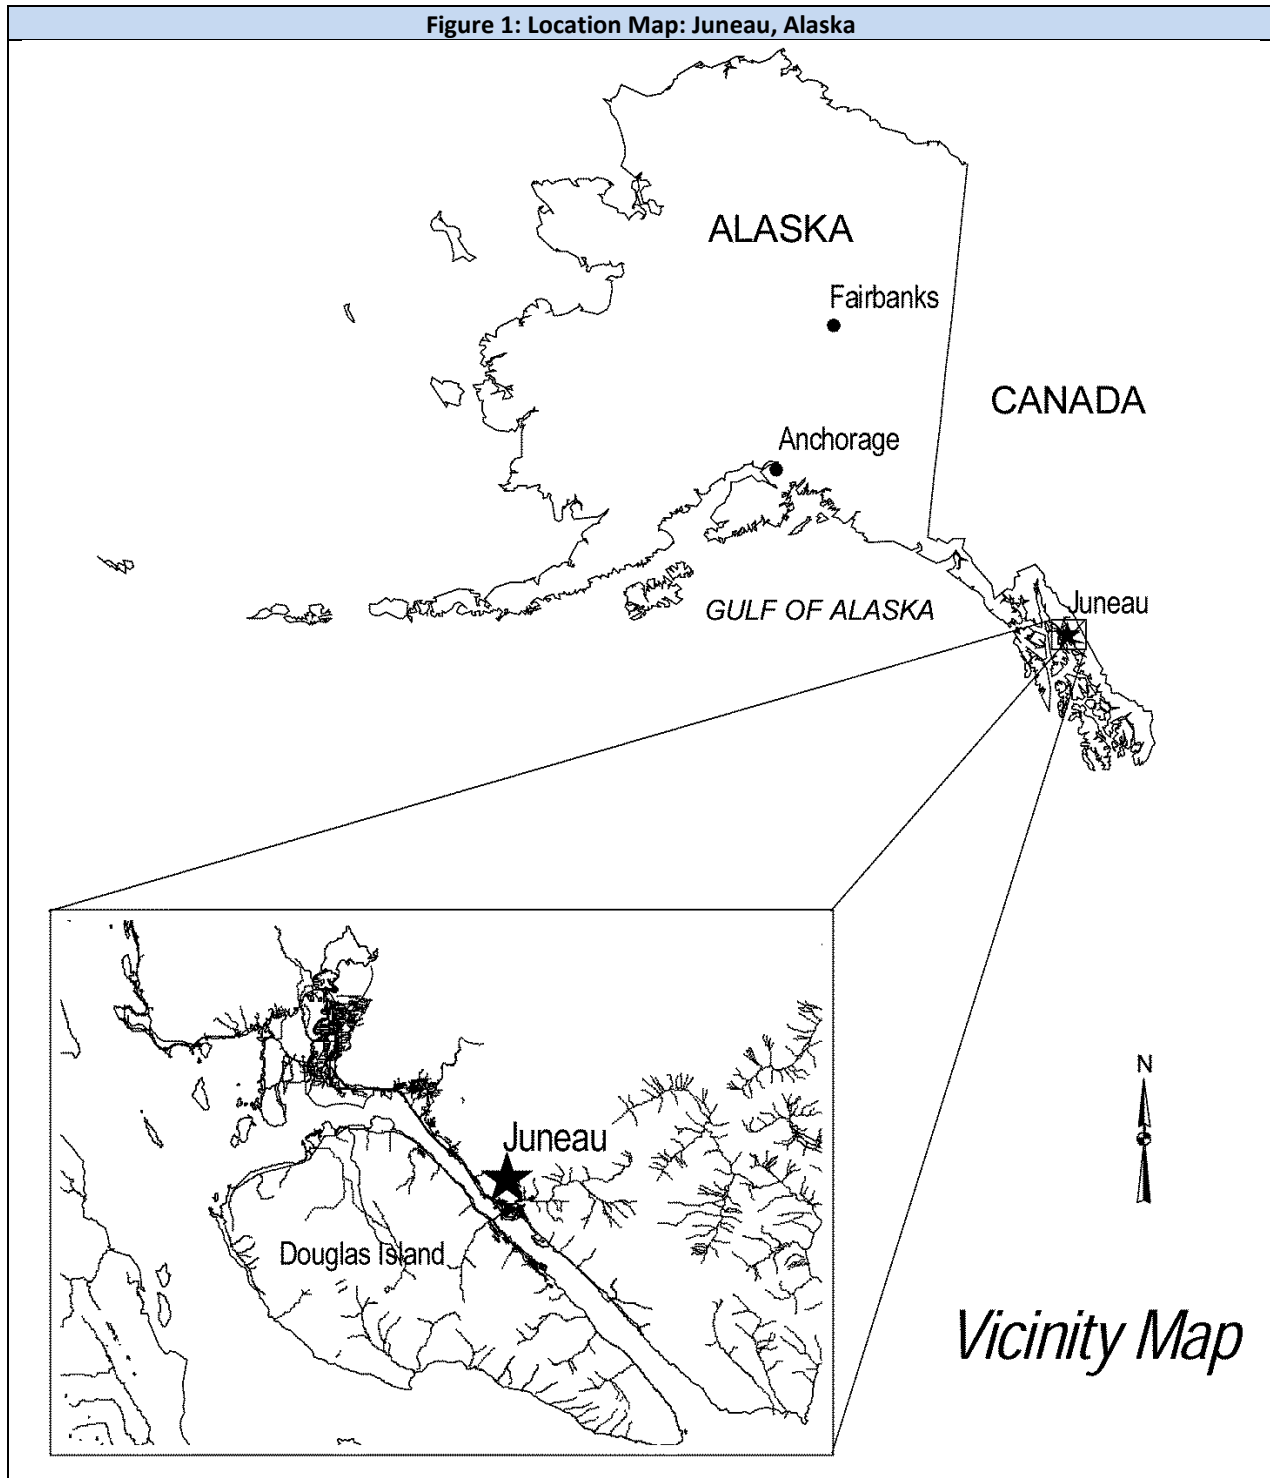 Figure 1: Location Map: Juneau, Alaska
ALASKA
Fairbanks
CANADA
Anchorage
Juneau
GULF OF ALASKA
N
Juneau
Douglas Island
Vicinity Map